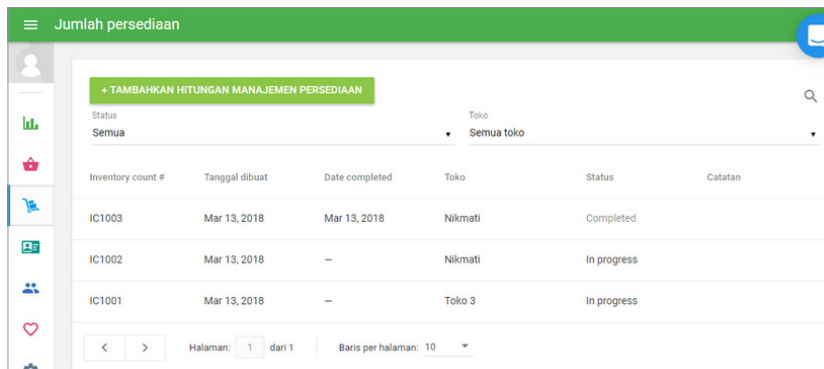 Jumlah persediaan
+ TAMBAHKAN HITUNGAN MANAJEMEN PERSEDIAAN
Status Toko
Semua Semua toko
Inventory count # Tanggal dibuat Date completed Toko Status Catatan
IC1003 Mar 13, 2018 Mar 13, 2018 Nikmati Completed
IC1002 Mar 13, 2018 — Nikmati In progress
IC1001 Mar 13, 2018 — Toko 3 In progress
Halaman: 1 dari 1 Baris per halaman: 10